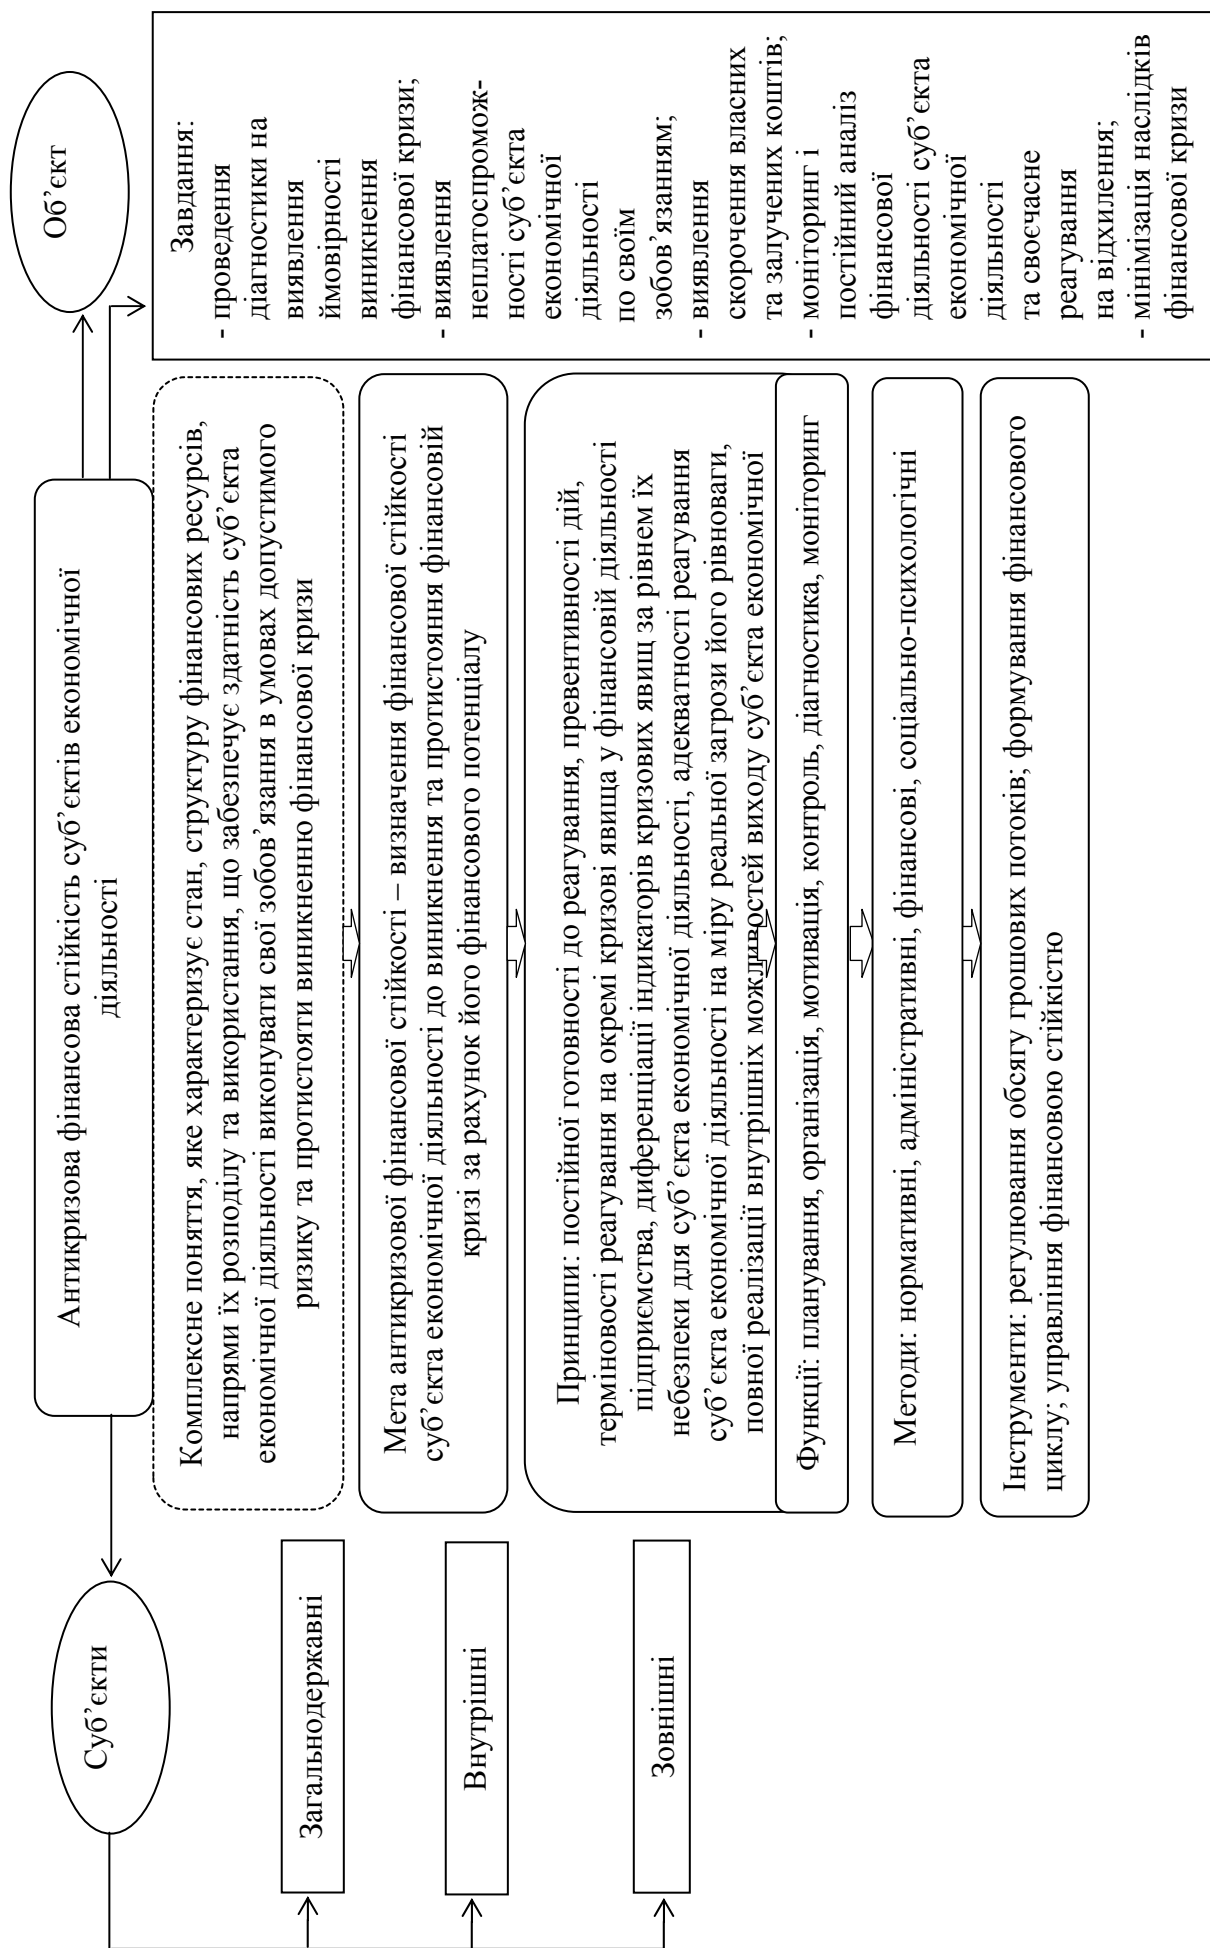 Антикризова фінансова стійкість суб’єктів економічної
діяльності
Суб’єкти
Об’єкт
Загальнодержавні
Внутрішні
Зовнішні
Комплексне поняття, яке характеризує стан, структуру фінансових ресурсів,
напрями їх розподілу та використання, що забезпечує здатність суб’єкта
економічної діяльності виконувати свої зобов’язання в умовах допустимого
ризику та протистояти виникненню фінансової кризи
Мета антикризової фінансової стійкості – визначення фінансової стійкості
суб’єкта економічної діяльності до виникнення та протистояння фінансовій
кризі за рахунок його фінансового потенціалу
Принципи: постійної готовності до реагування, превентивності дій,
терміновості реагування на окремі кризові явища у фінансовій діяльності
підприємства, диференціації індикаторів кризових явищ за рівнем їх
небезпеки для суб’єкта економічної діяльності, адекватності реагування
суб’єкта економічної діяльності на міру реальної загрози його рівноваги,
повної реалізації внутрішніх можливостей виходу суб’єкта економічної
Функції: планування, організація, мотивація, контроль, діагностика, моніторинг
Методи: нормативні, адміністративні, фінансові, соціально-психологічні
Інструменти: регулювання обсягу грошових потоків; формування фінансового
циклу; управління фінансовою стійкістю
Завдання:
- проведення
діагностики на
виявлення
ймовірності
виникнення
фінансової кризи;
- виявлення
неплатоспромож-
ності суб’єкта
економічної
діяльності
по своїм
зобов’язанням;
- виявлення
скорочення власних
та залучених коштів;
- моніторинг і
постійний аналіз
фінансової
діяльності суб’єкта
економічної
діяльності
та своєчасне
реагування
на відхилення;
- мінімізація наслідків
фінансової кризи